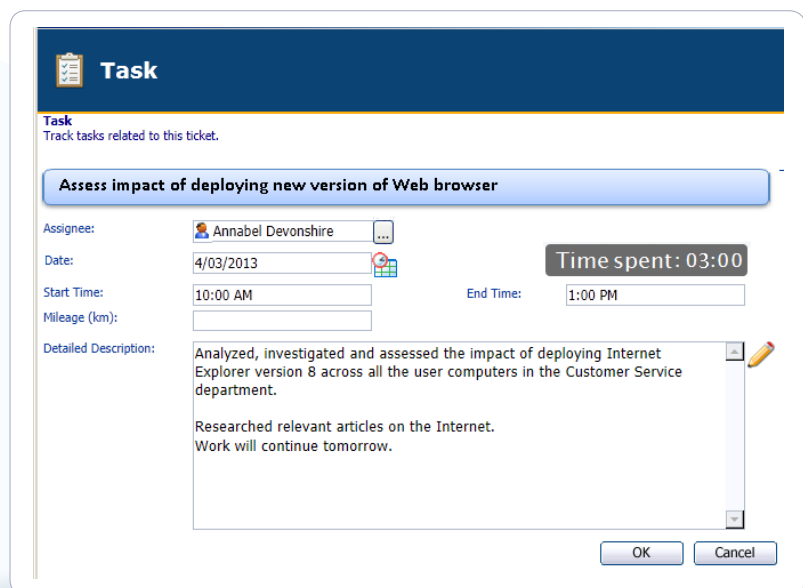 Task
Task
Track tasks related to this ticket.
Assess impact of deploying new version of Web browser
Assignee: Annabel Devonshire ...
Date: 4/03/2013 Time spent: 03:00
Start Time: 10:00 AM End Time: 1:00 PM
Mileage (km):
Detailed Description: Analyzed, investigated and assessed the impact of deploying Internet
Explorer version 8 across all the user computers in the Customer Service
department.
Researched relevant articles on the Internet.
Work will continue tomorrow.
OK Cancel